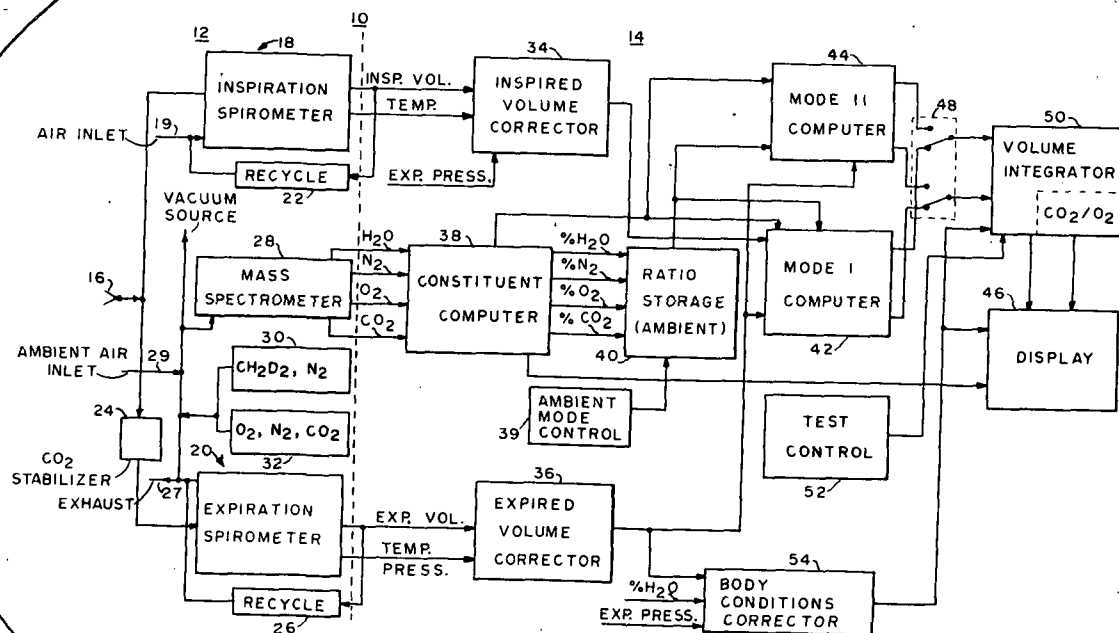 12
10
14
18
INSPIRATION
SPIROMETER
INSP. VOL.
TEMP.
34
INSPIRED
VOLUME
CORRECTOR
EXP. PRESS.
44
MODE II
COMPUTER
48
50
VOLUME
INTEGRATOR
CO2/O2
AIR INLET
19
RECYCLE
22
VACUUM
SOURCE
28
MASS
SPECTROMETER
H2O
N2
O2
CO2
38
CONSTITUENT
COMPUTER
%H2O
%N2
%O2
% CO2
RATIO
STORAGE
(AMBIENT)
40
MODE I
COMPUTER
42
46
DISPLAY
16
AMBIENT AIR
INLET
29
30
CH2D2, N2
O2, N2, CO2
32
39
AMBIENT
MODE
CONTROL
TEST
CONTROL
52
24
CO2
STABILIZER
EXHAUST
27
20
EXPIRATION
SPIROMETER
EXP. VOL.
TEMP.
PRESS.
36
EXPIRED
VOLUME
CORRECTOR
RECYCLE
26
54
%H2O
EXP. PRESS.
BODY
CONDITIONS
CORRECTOR